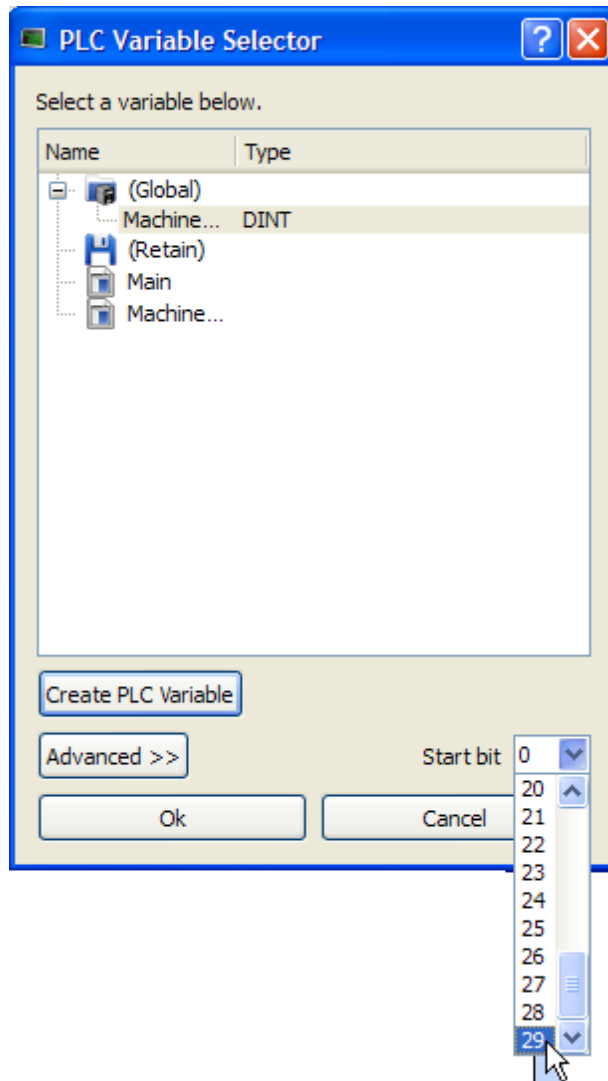 PLC Variable Selector
Select a variable below.
Name Type
(Global)
Machine... DINT
(Retain)
Main
Machine...
Create PLC Variable
Advanced >> Start bit 0
Ok Cancel
20
21
22
23
24
25
26
27
28
29